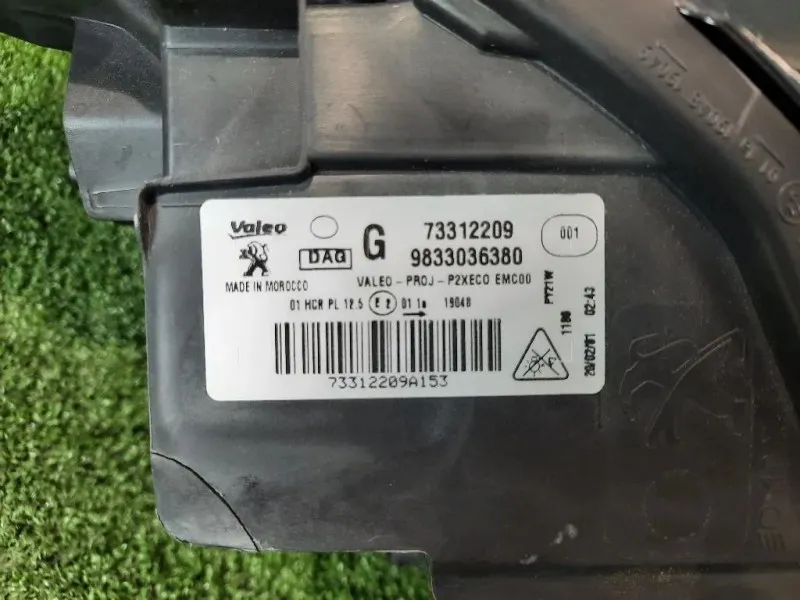 Valeo
DAG
G
73312209
9833036380
001
MADE IN MOROCCO
VALEO - PROJ - P2XECO EMC00
01 HCR PL 12.5 E2 01 1a 19048
73312209A153
PY21W
1180
20/02/01 02:43